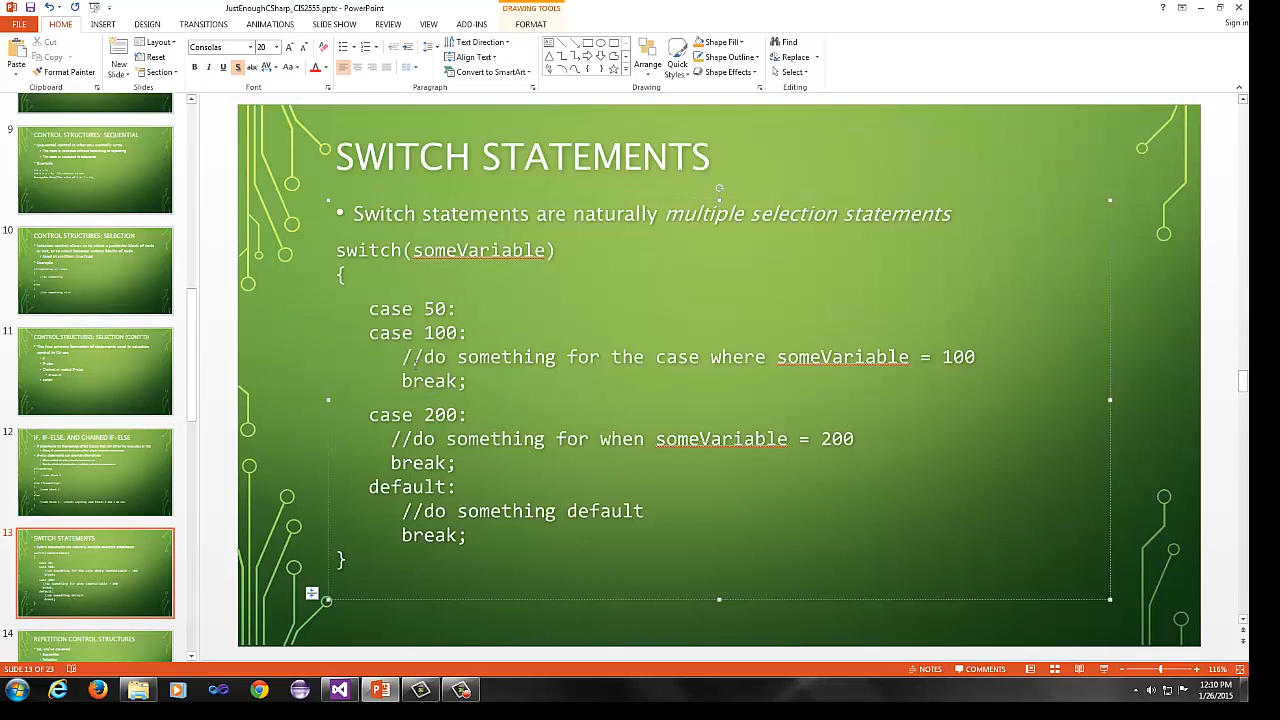 JustEnoughCSharp_CIS2555.pptx - PowerPoint
DRAWING TOOLS
FILE HOME INSERT DESIGN TRANSITIONS ANIMATIONS SLIDE SHOW REVIEW VIEW ADD-INS FORMAT
Sign in
Paste
Cut
Copy
Format Painter
Clipboard
New
Slide
Layout
Reset
Section
Slides
Consolas 20
B I U S abc AV Aa A
Font
Text Direction
Align Text
Convert to SmartArt
Paragraph
Arrange
Quick
Styles
Shape Fill
Shape Outline
Shape Effects
Drawing
Find
Replace
Select
Editing
9
CONTROL STRUCTURES: SEQUENTIAL
10
CONTROL STRUCTURES: SELECTION
11
CONTROL STRUCTURES: SELECTION (CONT'D)
12
IF, IF-ELSE, AND CHAINED IF-ELSE
13
SWITCH STATEMENTS
14
REPETITION CONTROL STRUCTURES
SWITCH STATEMENTS
• Switch statements are naturally multiple selection statements
switch(someVariable)
{
case 50:
case 100:
//do something for the case where someVariable = 100
break;
case 200:
//do something for when someVariable = 200
break;
default:
//do something default
break;
}
SLIDE 13 OF 23
NOTES
COMMENTS
116%
12:10 PM
1/26/2015